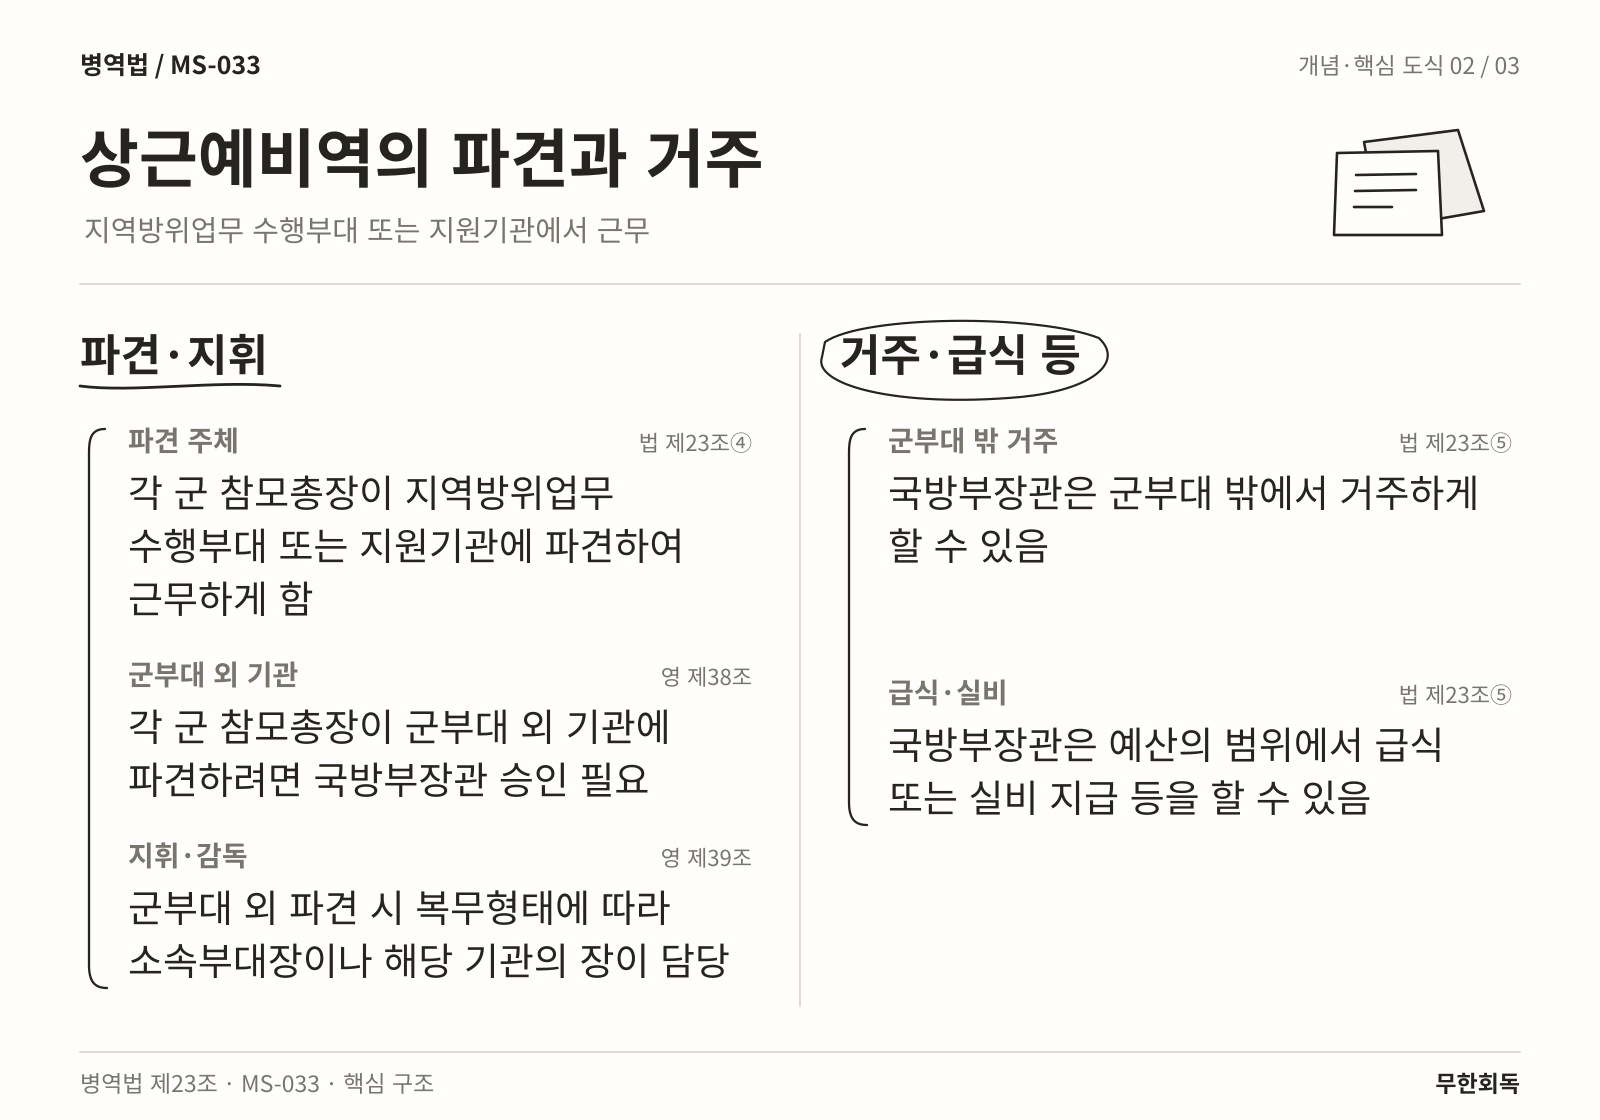 병역법 / MS-033
개념·핵심 도식 02 / 03
상근예비역의 파견과 거주
지역방위업무 수행부대 또는 지원기관에서 근무
파견·지휘
파견 주체
법 제23조④
각 군 참모총장이 지역방위업무
수행부대 또는 지원기관에 파견하여
근무하게 함
군부대 외 기관
영 제38조
각 군 참모총장이 군부대 외 기관에
파견하려면 국방부장관 승인 필요
지휘·감독
영 제39조
군부대 외 파견 시 복무형태에 따라
소속부대장이나 해당 기관의 장이 담당
거주·급식 등
군부대 밖 거주
법 제23조⑤
국방부장관은 군부대 밖에서 거주하게
할 수 있음
급식·실비
법 제23조⑤
국방부장관은 예산의 범위에서 급식
또는 실비 지급 등을 할 수 있음
병역법 제23조 · MS-033 · 핵심 구조
무한회독